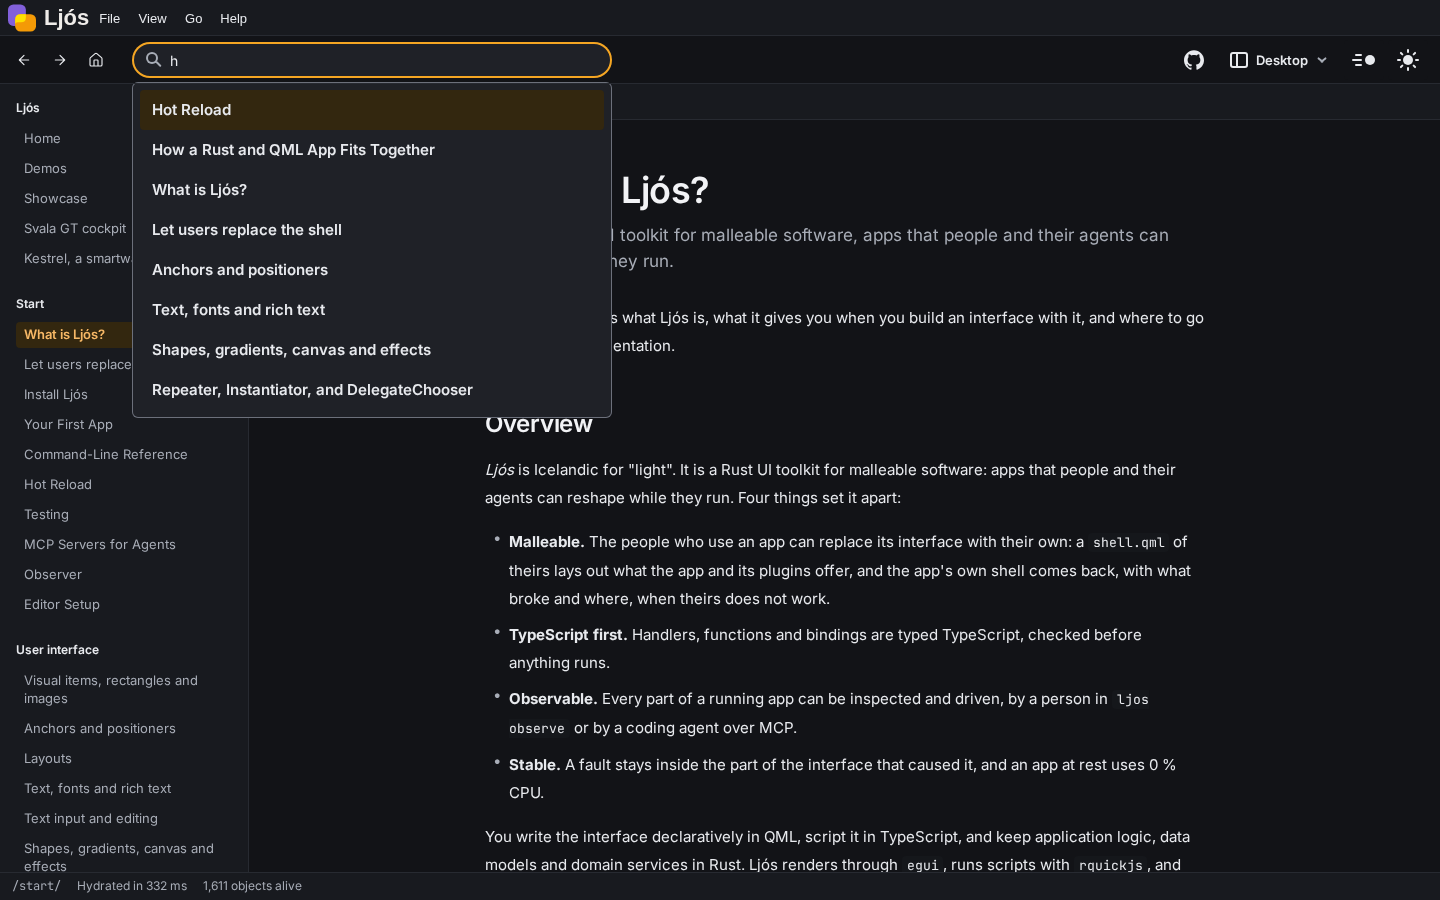 Ljós
File
View
Go
Help
h
Desktop
Hot Reload
How a Rust and QML App Fits Together
What is Ljós?
Let users replace the shell
Anchors and positioners
Text, fonts and rich text
Shapes, gradients, canvas and effects
Repeater, Instantiator, and DelegateChooser
Ljós
Home
Demos
Showcase
Svala GT cockpit
Kestrel, a smartwa
Start
What is Ljós?
Let users replace
Install Ljós
Your First App
Command-Line Reference
Hot Reload
Testing
MCP Servers for Agents
Observer
Editor Setup
User interface
Visual items, rectangles and
images
Anchors and positioners
Layouts
Text, fonts and rich text
Text input and editing
Shapes, gradients, canvas and
effects
Ljós?
toolkit for malleable software, apps that people and their agents can
hey run.
s what Ljós is, what it gives you when you build an interface with it, and where to go
entation.
Overview
Ljós is Icelandic for "light". It is a Rust UI toolkit for malleable software: apps that people and their
agents can reshape while they run. Four things set it apart:
• Malleable. The people who use an app can replace its interface with their own: a shell.qml of
theirs lays out what the app and its plugins offer, and the app's own shell comes back, with what
broke and where, when theirs does not work.
• TypeScript first. Handlers, functions and bindings are typed TypeScript, checked before
anything runs.
• Observable. Every part of a running app can be inspected and driven, by a person in ljos
observe or by a coding agent over MCP.
• Stable. A fault stays inside the part of the interface that caused it, and an app at rest uses 0 %
CPU.
You write the interface declaratively in QML, script it in TypeScript, and keep application logic, data
models and domain services in Rust. Ljós renders through egui, runs scripts with rquickjs, and
/start/
Hydrated in 332 ms
1,611 objects alive